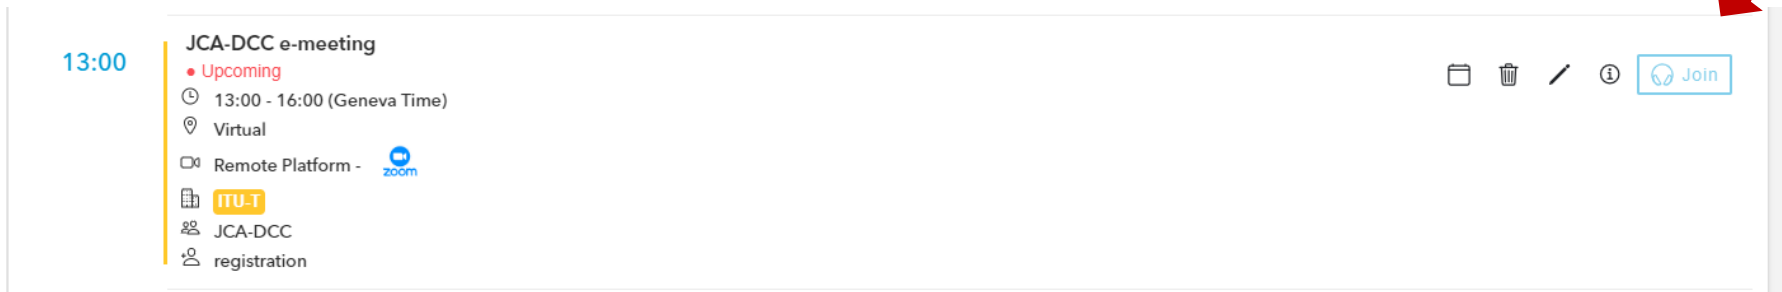 13:00
JCA-DCC e-meeting
Upcoming
13:00 - 16:00 (Geneva Time)
Join
Virtual
Remote Platform - zoom
ITU-T
JCA-DCC
registration